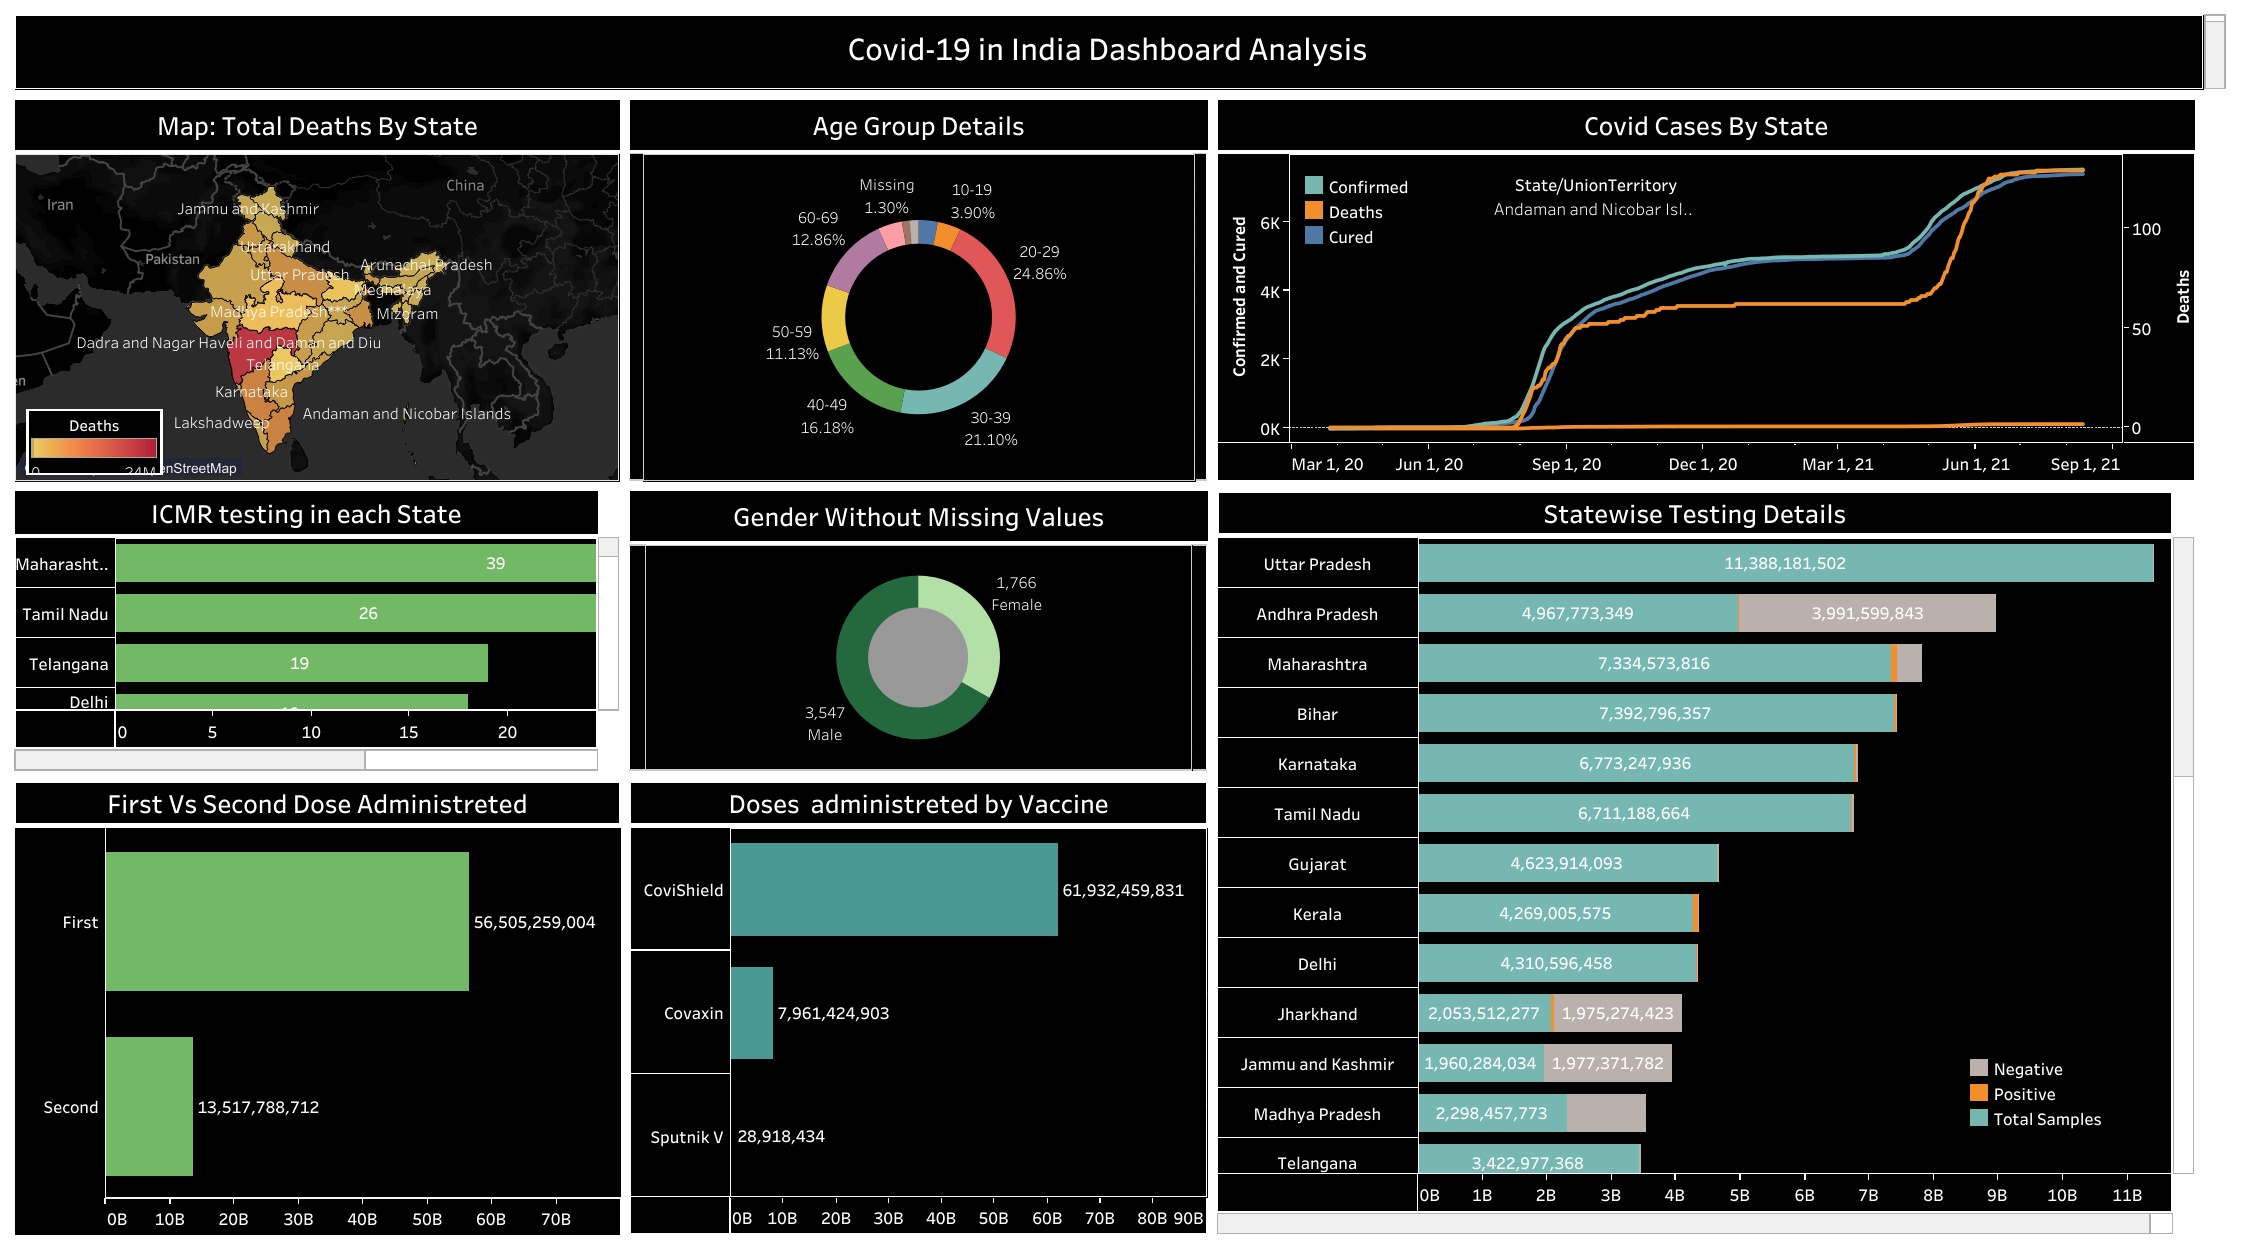 Covid-19 in India Dashboard Analysis
Map: Total Deaths By State
Iran
China
Jammu and Kashmir
Uttarakhand
Pakistan
Arunachal Pradesh
Uttar Pradesh
Meghalaya
Madhya Pradesh***
Mizoram
Dadra and Nagar Haveli and Daman and Diu
Telangana
Karnataka
Andaman and Nicobar Islands
Lakshadweep
Deaths
0 24M
enStreetMap
Age Group Details
Missing
1.30%
10-19
3.90%
60-69
12.86%
20-29
24.86%
50-59
11.13%
40-49
16.18%
30-39
21.10%
Covid Cases By State
Confirmed
Deaths
Cured
State/UnionTerritory
Andaman and Nicobar Isl..
Confirmed and Cured
6K
4K
2K
0K
Deaths
100
50
0
Mar 1, 20 Jun 1, 20 Sep 1, 20 Dec 1, 20 Mar 1, 21 Jun 1, 21 Sep 1, 21
ICMR testing in each State
Maharasht.. 39
Tamil Nadu 26
Telangana 19
Delhi
0 5 10 15 20
Gender Without Missing Values
1,766
Female
3,547
Male
Statewise Testing Details
Uttar Pradesh 11,388,181,502
Andhra Pradesh 4,967,773,349 3,991,599,843
Maharashtra 7,334,573,816
Bihar 7,392,796,357
Karnataka 6,773,247,936
Tamil Nadu 6,711,188,664
Gujarat 4,623,914,093
Kerala 4,269,005,575
Delhi 4,310,596,458
Jharkhand 2,053,512,277 1,975,274,423
Jammu and Kashmir 1,960,284,034 1,977,371,782
Madhya Pradesh 2,298,457,773
Telangana 3,422,977,368
Negative
Positive
Total Samples
0B 1B 2B 3B 4B 5B 6B 7B 8B 9B 10B 11B
First Vs Second Dose Administreted
First 56,505,259,004
Second 13,517,788,712
0B 10B 20B 30B 40B 50B 60B 70B
Doses administreted by Vaccine
CoviShield 61,932,459,831
Covaxin 7,961,424,903
Sputnik V 28,918,434
0B 10B 20B 30B 40B 50B 60B 70B 80B 90B